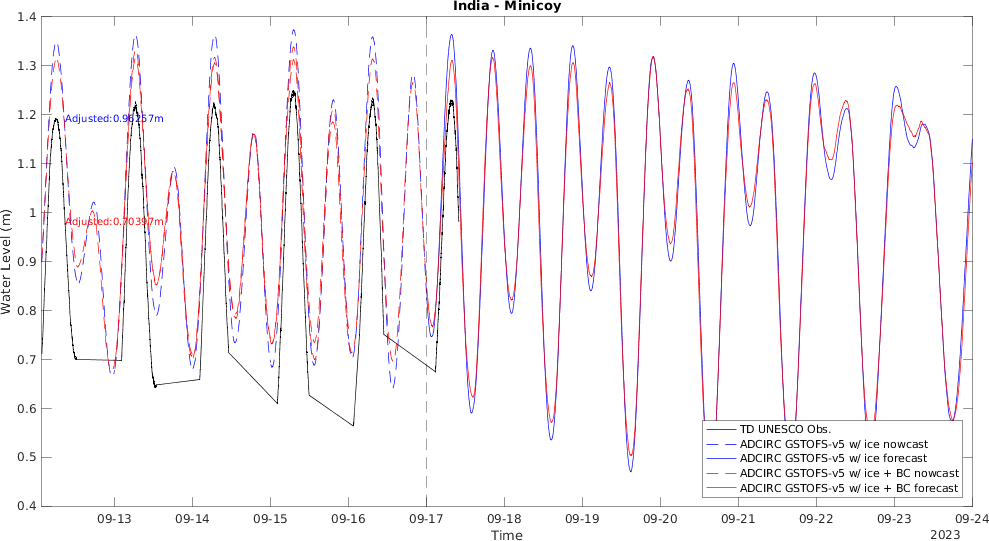 India - Minicoy
Water Level (m)
1.4
1.3
1.2
1.1
1
0.9
0.8
0.7
0.6
0.5
0.4
Adjusted:0.96257m
Adjusted:0.70397m
TD UNESCO Obs.
ADCIRC GSTOFS-v5 w/ ice nowcast
ADCIRC GSTOFS-v5 w/ ice forecast
ADCIRC GSTOFS-v5 w/ ice + BC nowcast
ADCIRC GSTOFS-v5 w/ ice + BC forecast
09-13 09-14 09-15 09-16 09-17 09-18 09-19 09-20 09-21 09-22 09-23 09-24
Time
2023